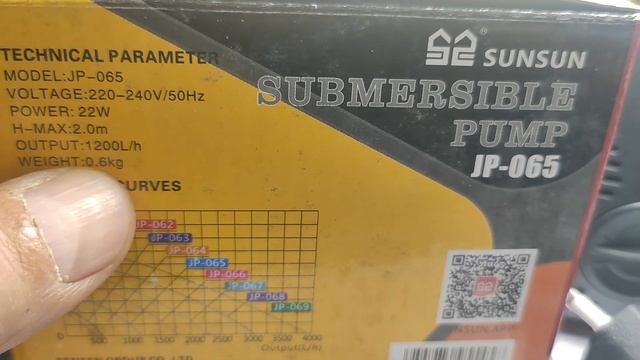 SUNSUN
SUBMERSIBLE
PUMP
JP-065
TECHNICAL PARAMETER
MODEL:JP-065
VOLTAGE:220-240V/50Hz
POWER: 22W
H-MAX:2.0m
OUTPUT:1200L/h
WEIGHT:0.6kg
CURVES
JP-062
JP-063
JP-064
JP-065
JP-066
JP-067
JP-068
JP-069
0 500 1000 1500 2000 2500 3000 3500 4000
Output(L/h)